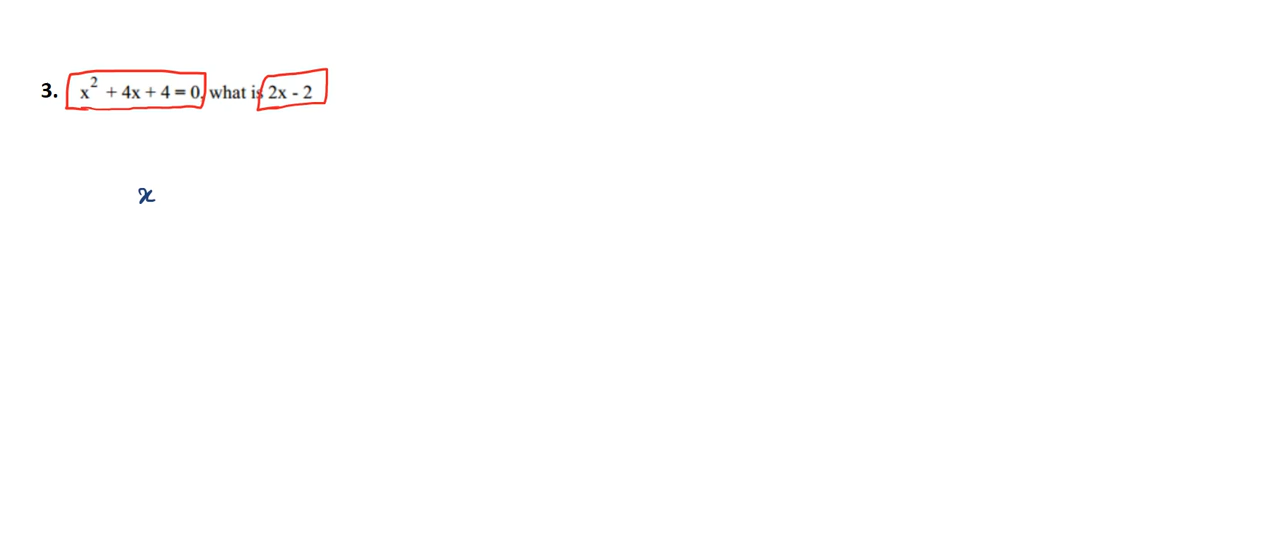 3. x² + 4x + 4 = 0, what is 2x - 2
x